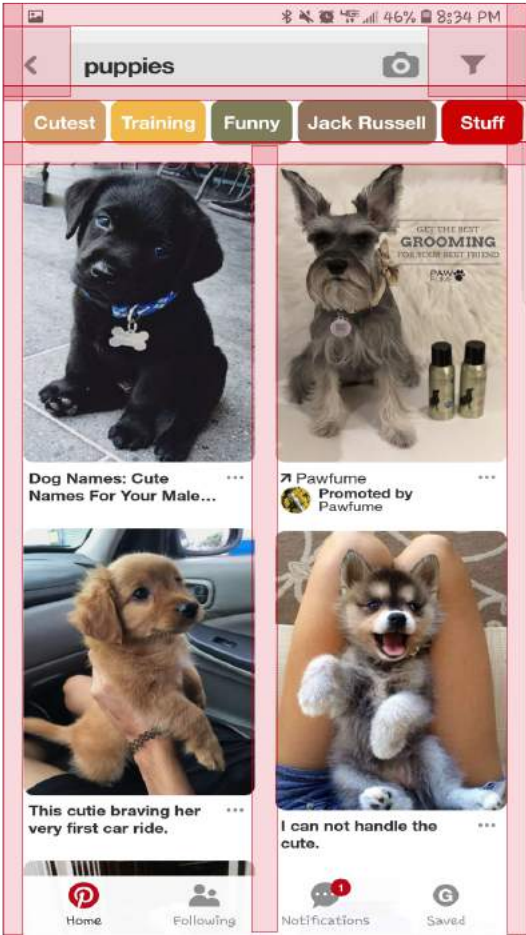 46% 8:34 PM
puppies
Cutest Training Funny Jack Russell Stuff
GET THE BEST
GROOMING
FOR YOUR BEST FRIEND
PAW
FUME
Dog Names: Cute
Names For Your Male...
Pawfume
Promoted by
Pawfume
This cutie braving her
very first car ride.
I can not handle the
cute.
1
Home Following Notifications Saved